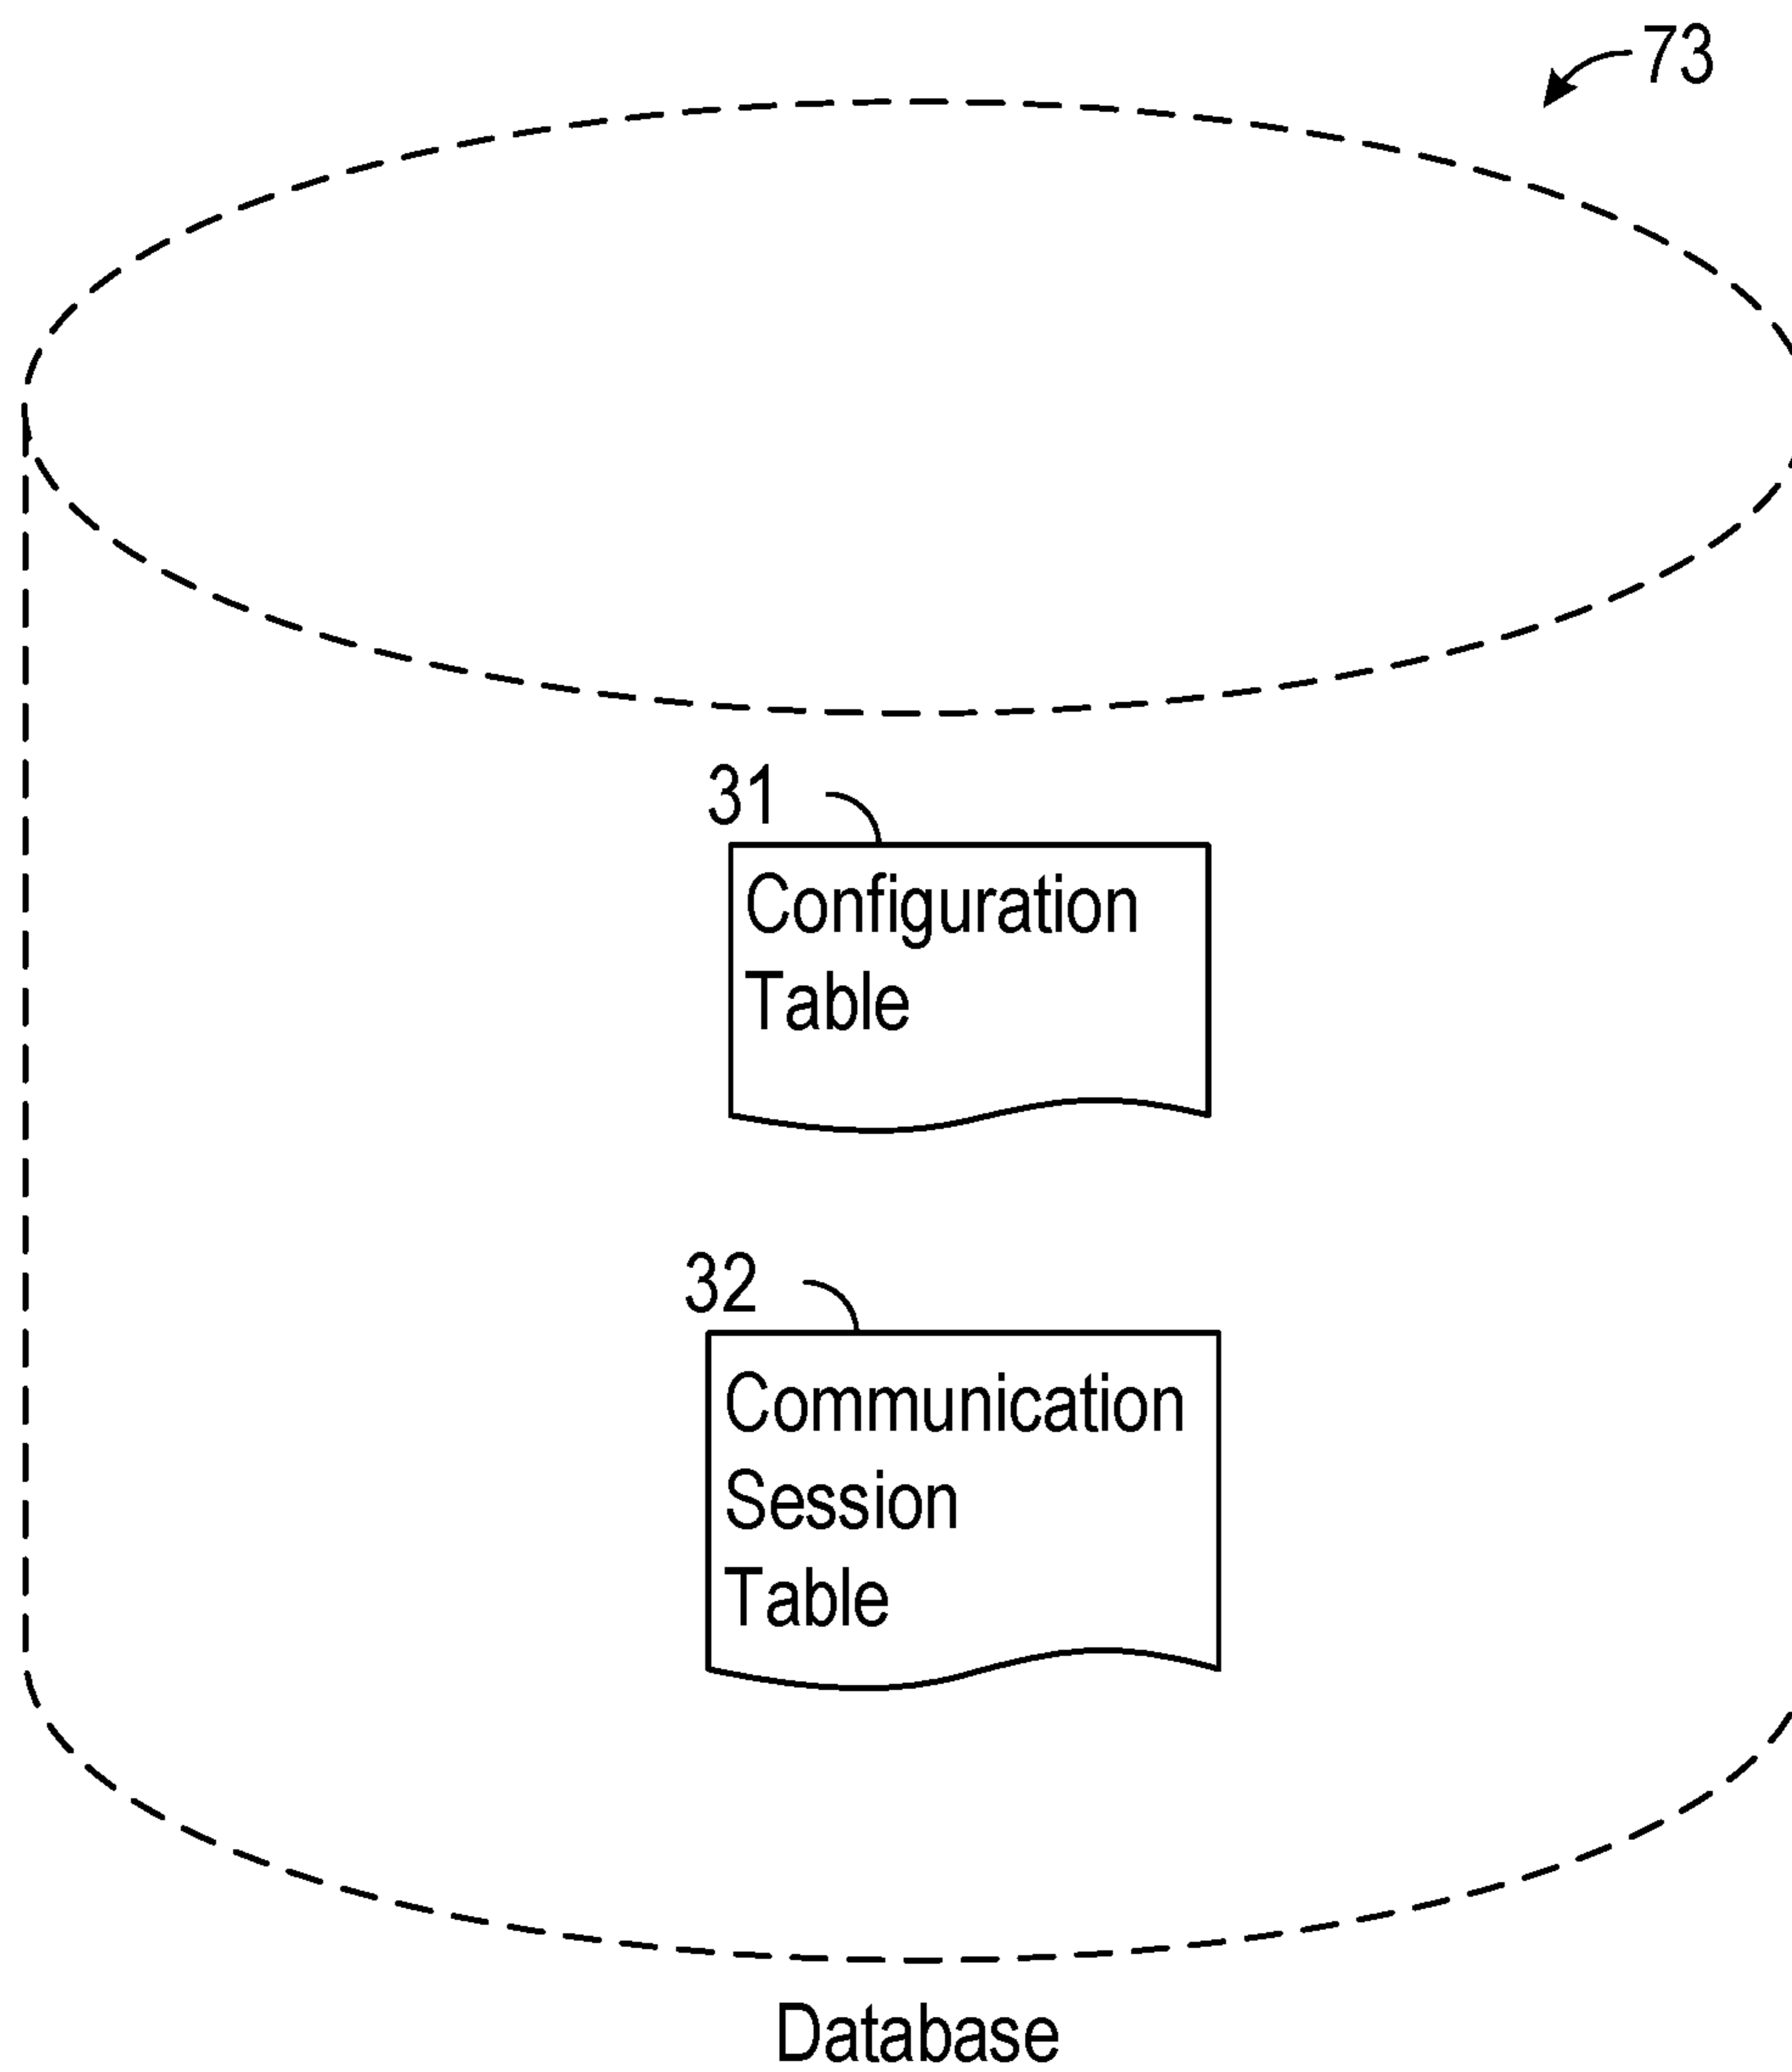 73
31
Configuration
Table
32
Communication
Session
Table
Database